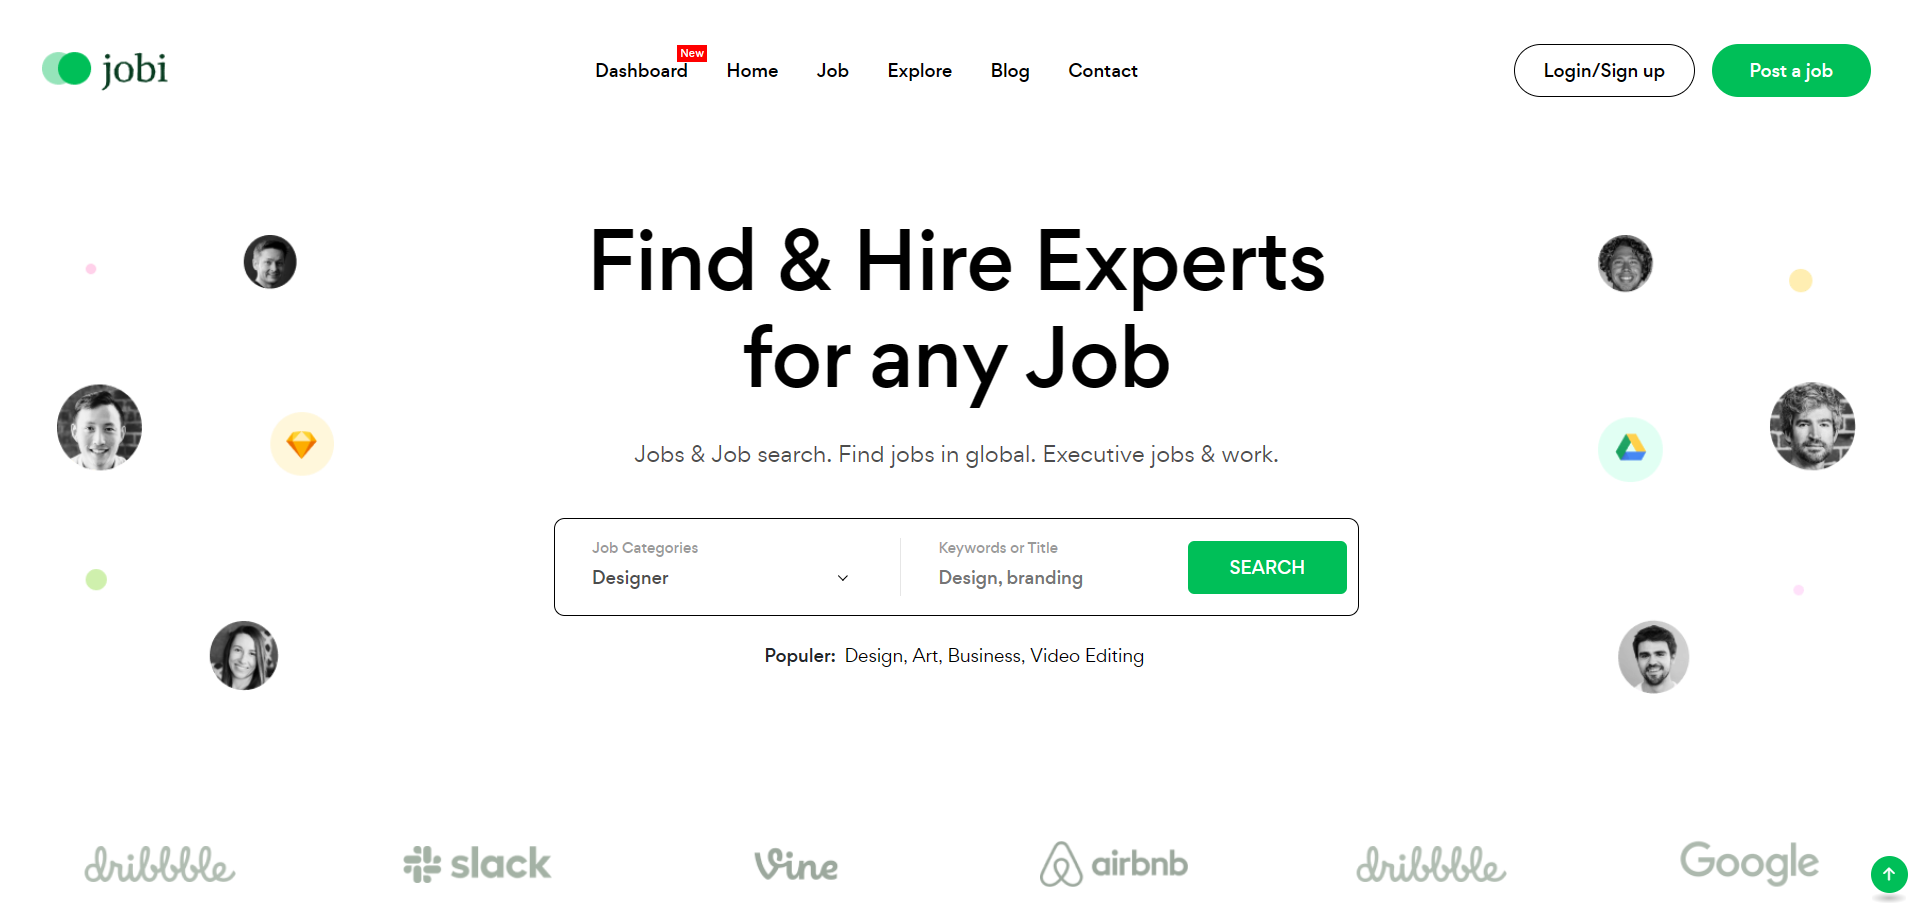 jobi
Dashboard New Home Job Explore Blog Contact
Login/Sign up Post a job
Find & Hire Experts
for any Job
Jobs & Job search. Find jobs in global. Executive jobs & work.
Job Categories Keywords or Title
Designer Design, branding
SEARCH
Populer: Design, Art, Business, Video Editing
dribbble slack Vine airbnb dribbble Google